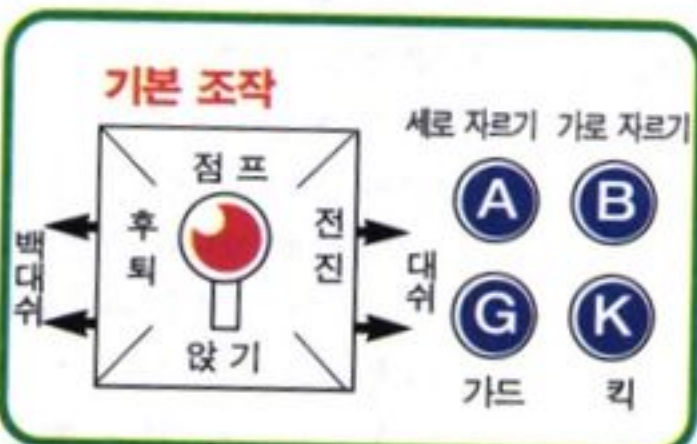 기본 조작
세로 자르기 가로 자르기
A B
점프
후퇴
전진
백대쉬
대쉬
앉기
G K
가드 킥